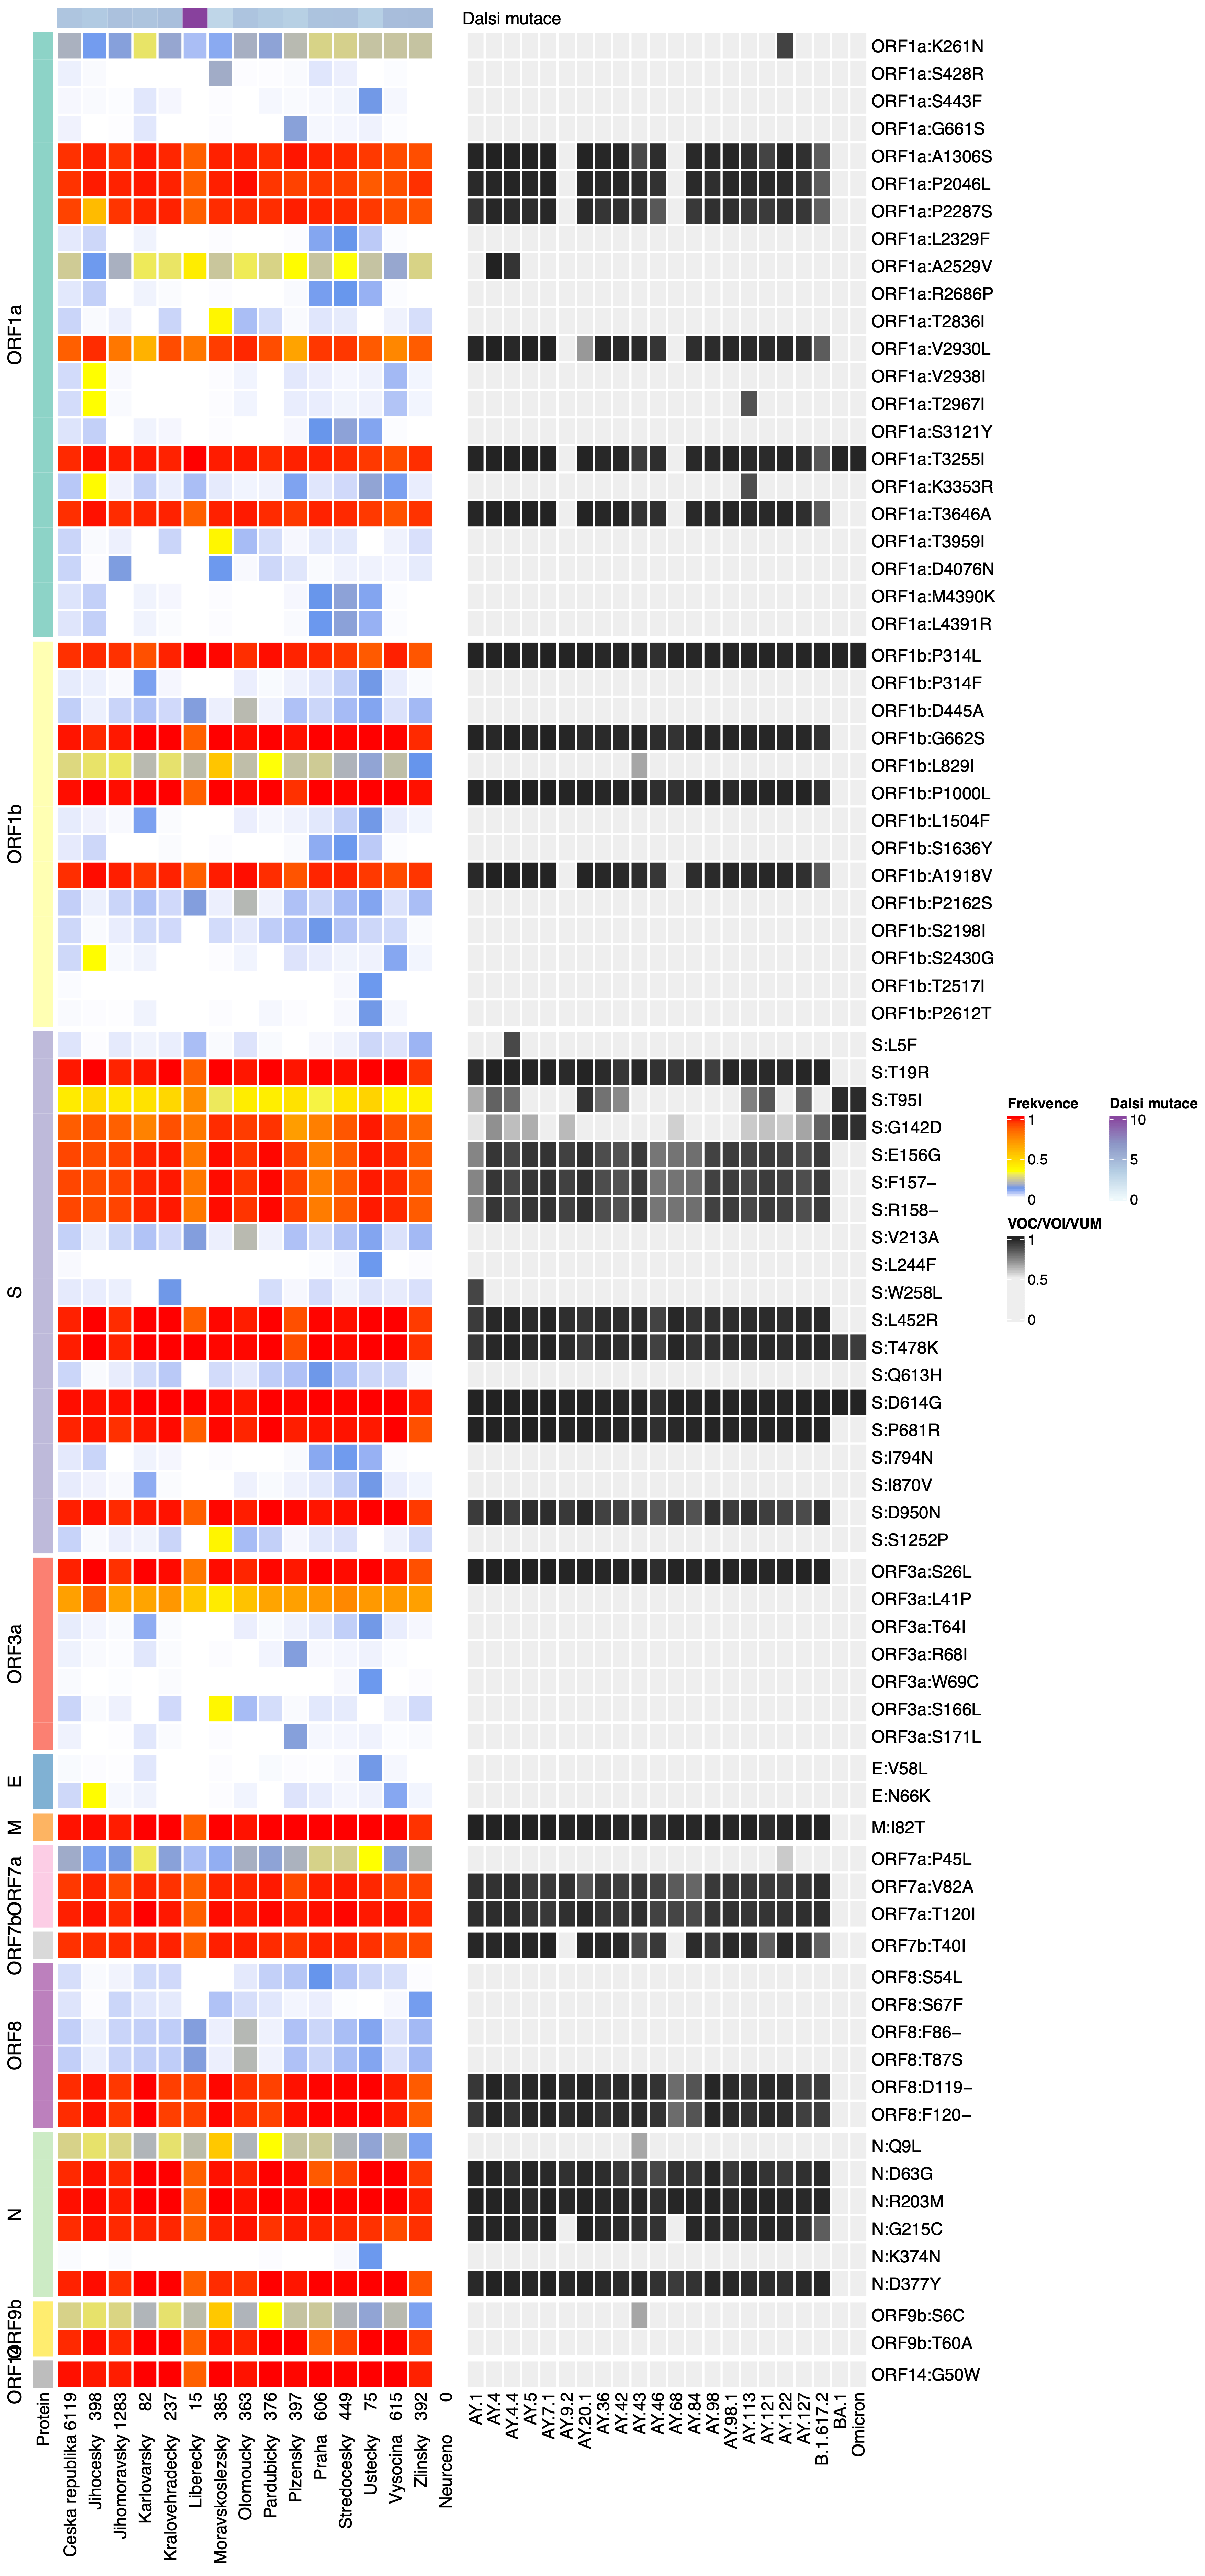 Dalsi mutace
ORF1a:K261N
ORF1a:S428R
ORF1a:S443F
ORF1a:G661S
ORF1a:A1306S
ORF1a:P2046L
ORF1a:P2287S
ORF1a:L2329F
ORF1a:A2529V
ORF1a:R2686P
ORF1a:T2836I
ORF1a:V2930L
ORF1a:V2938I
ORF1a:T2967I
ORF1a:S3121Y
ORF1a:T3255I
ORF1a:K3353R
ORF1a:T3646A
ORF1a:T3959I
ORF1a:D4076N
ORF1a:M4390K
ORF1a:L4391R
ORF1a
ORF1b:P314L
ORF1b:P314F
ORF1b:D445A
ORF1b:G662S
ORF1b:L829I
ORF1b:P1000L
ORF1b:L1504F
ORF1b:S1636Y
ORF1b:A1918V
ORF1b:P2162S
ORF1b:S2198I
ORF1b:S2430G
ORF1b:T2517I
ORF1b:P2612T
ORF1b
S:L5F
S:T19R
S:T95I
S:G142D
S:E156G
S:F157−
S:R158−
S:V213A
S:L244F
S:W258L
S:L452R
S:T478K
S:Q613H
S:D614G
S:P681R
S:I794N
S:I870V
S:D950N
S:S1252P
S
ORF3a:S26L
ORF3a:L41P
ORF3a:T64I
ORF3a:R68I
ORF3a:W69C
ORF3a:S166L
ORF3a:S171L
ORF3a
E:V58L
E:N66K
E
M:I82T
M
ORF7a:P45L
ORF7a:V82A
ORF7a:T120I
ORF7a
ORF7b:T40I
ORF7b
ORF8:S54L
ORF8:S67F
ORF8:F86−
ORF8:T87S
ORF8:D119−
ORF8:F120−
ORF8
N:Q9L
N:D63G
N:R203M
N:G215C
N:K374N
N:D377Y
N
ORF9b:S6C
ORF9b:T60A
ORF9b
ORF14:G50W
ORF14
Protein
Ceska republika 6119
Jihocesky 398
Jihomoravsky 1283
Karlovarsky 82
Kralovehradecky 237
Liberecky 15
Moravskoslezsky 385
Olomoucky 363
Pardubicky 376
Plzensky 397
Praha 606
Stredocesky 449
Ustecky 75
Vysocina 615
Zlinsky 392
Neurceno 0
AY.1
AY.4
AY.4.4
AY.5
AY.7.1
AY.9.2
AY.20.1
AY.36
AY.42
AY.43
AY.46
AY.68
AY.84
AY.98
AY.98.1
AY.113
AY.121
AY.122
AY.127
B.1.617.2
BA.1
Omicron
Frekvence
1
0.5
0
Dalsi mutace
10
5
0
VOC/VOI/VUM
1
0.5
0